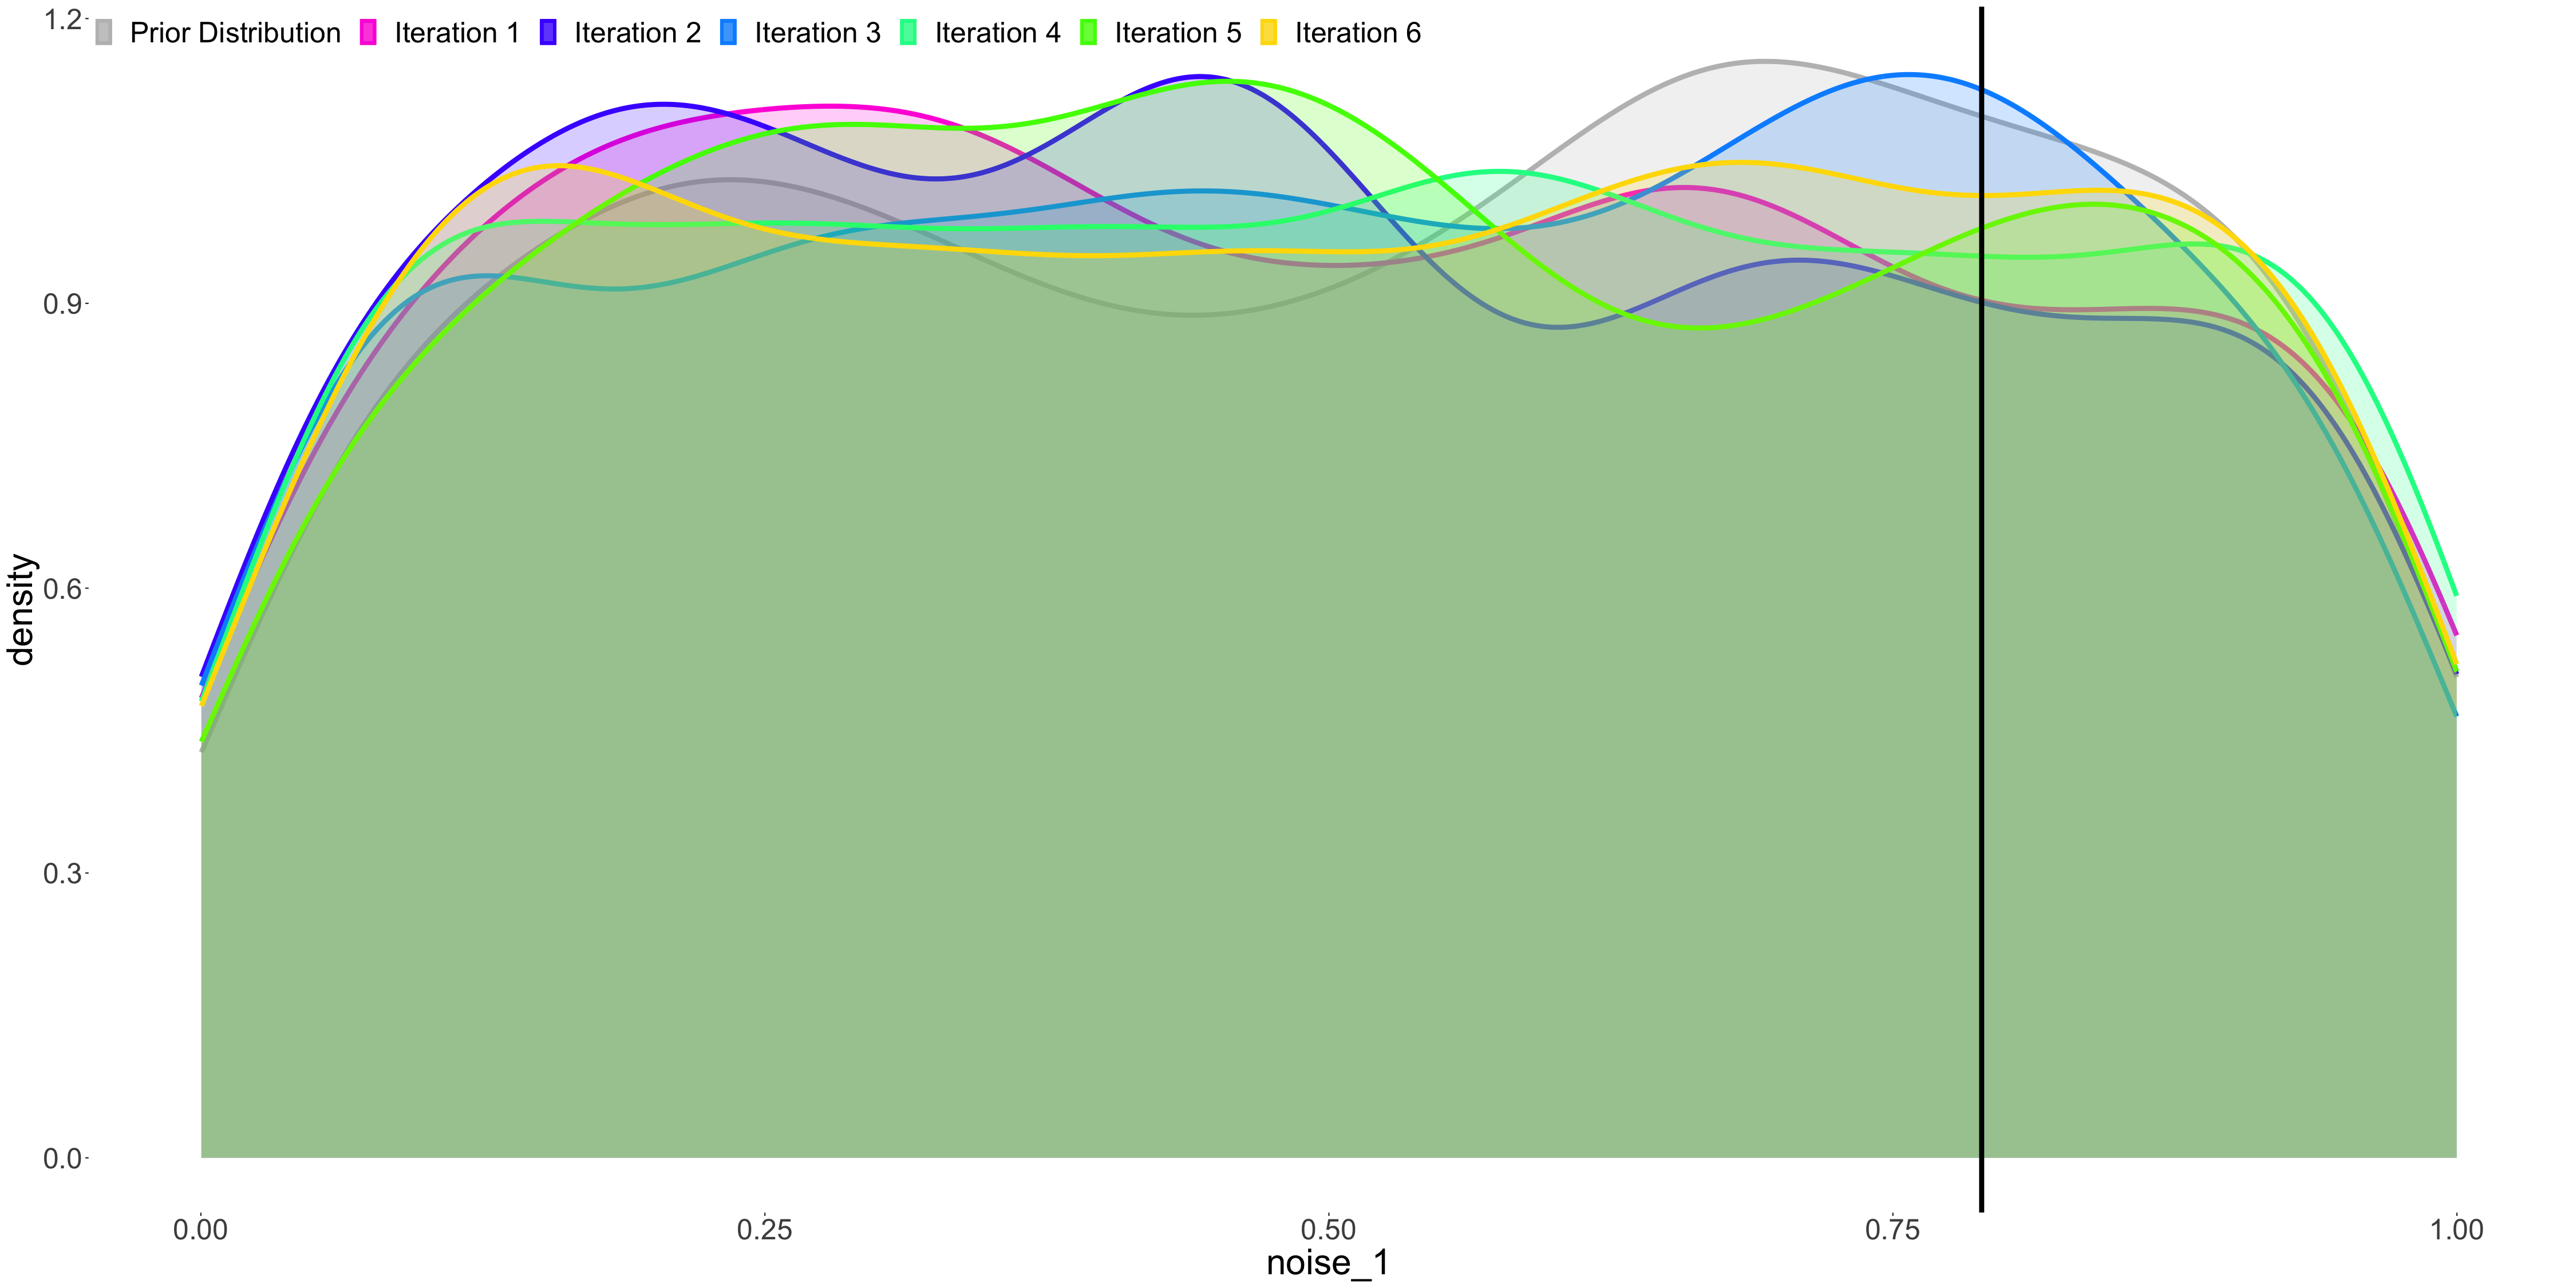 Prior Distribution Iteration 1 Iteration 2 Iteration 3 Iteration 4 Iteration 5 Iteration 6
1.2
0.9
0.6
0.3
0.0
density
0.00 0.25 0.50 0.75 1.00
noise_1